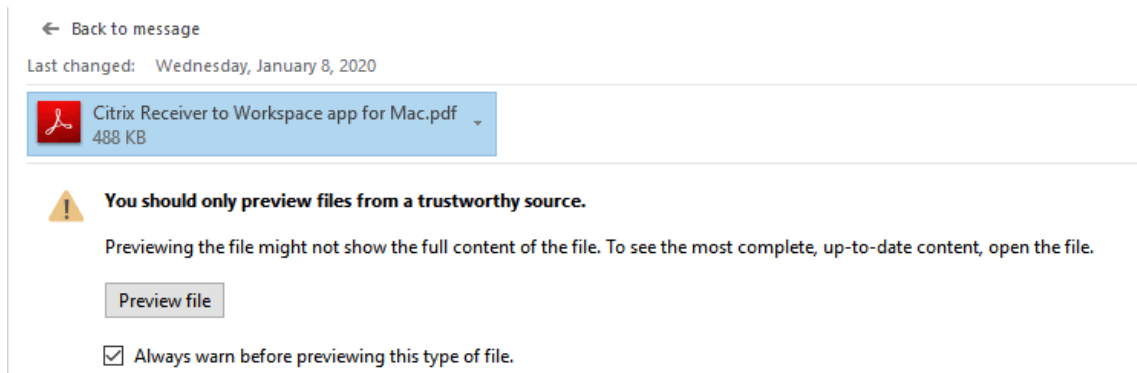 Back to message
Last changed: Wednesday, January 8, 2020
Citrix Receiver to Workspace app for Mac.pdf
488 KB
You should only preview files from a trustworthy source.
Previewing the file might not show the full content of the file. To see the most complete, up-to-date content, open the file.
Preview file
Always warn before previewing this type of file.